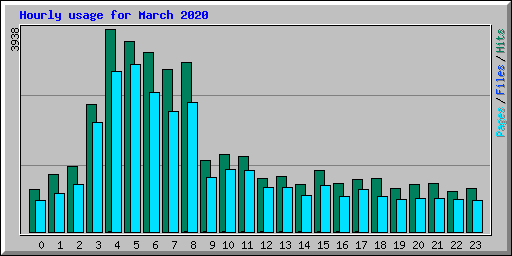 Hourly usage for March 2020
3938
Pages/Files/Hits
0 1 2 3 4 5 6 7 8 9 10 11 12 13 14 15 16 17 18 19 20 21 22 23